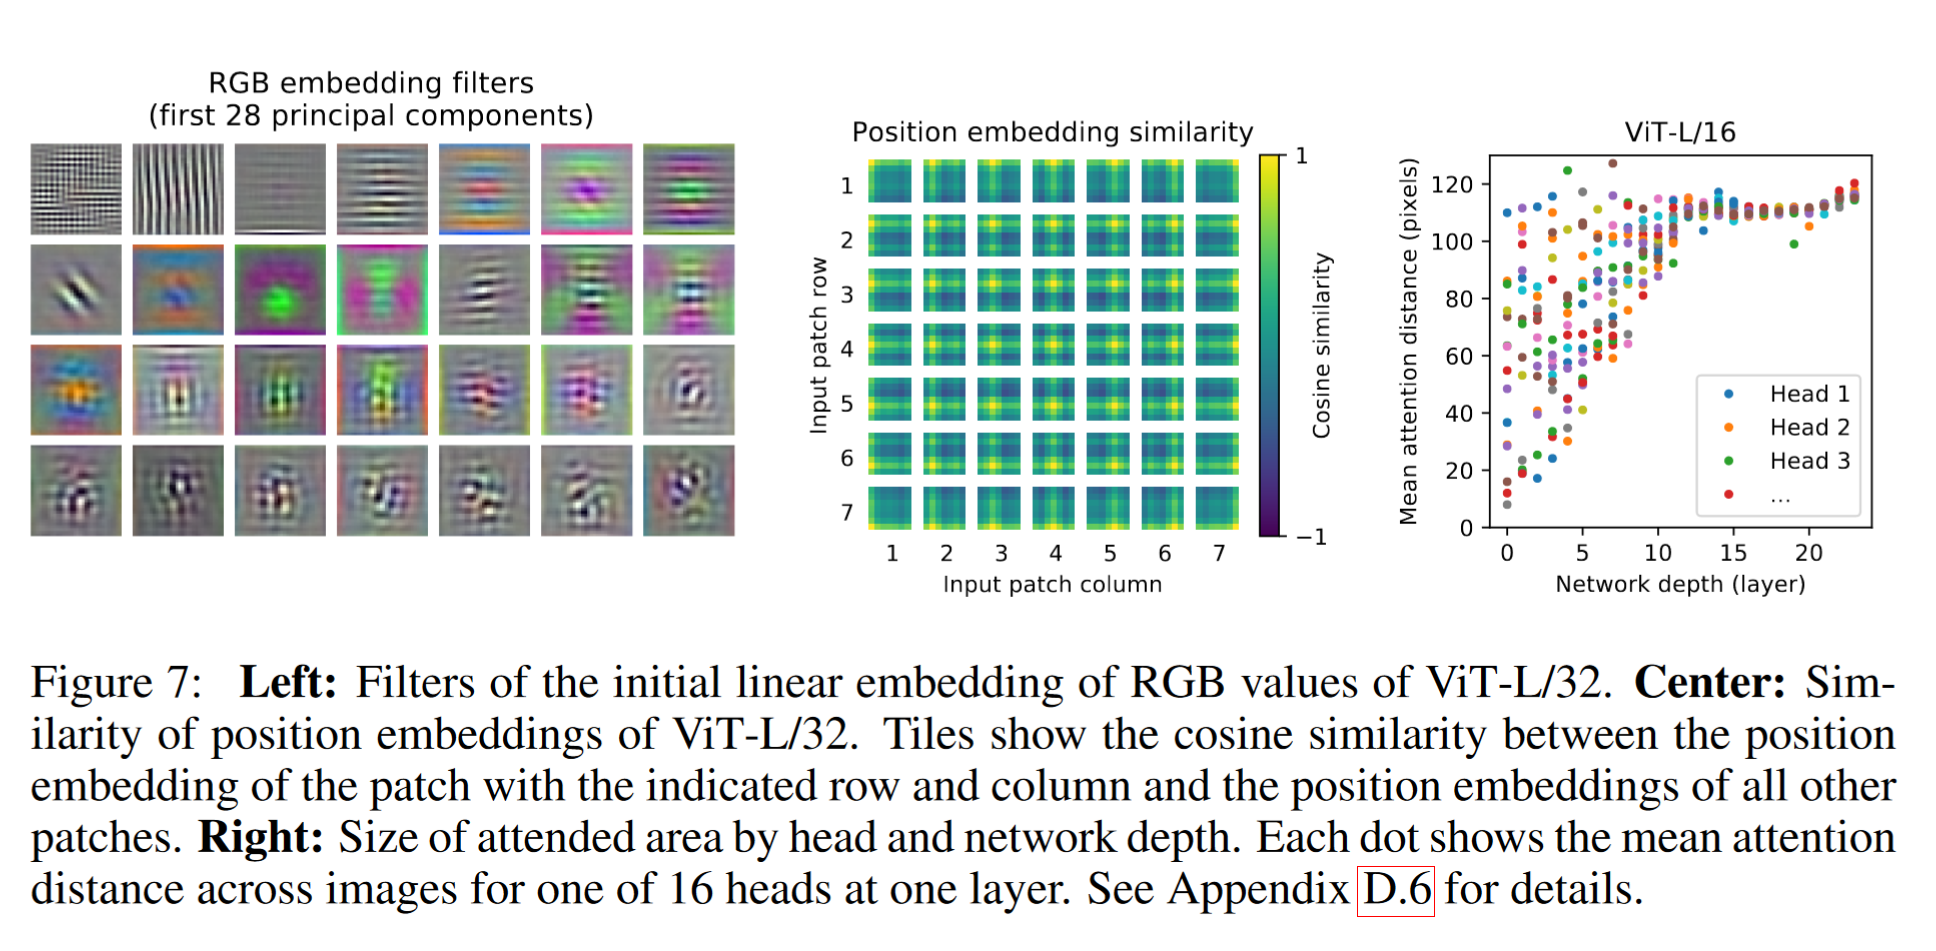 RGB embedding filters
(first 28 principal components)
Position embedding similarity
Input patch row
1
2
3
4
5
6
7
1 2 3 4 5 6 7
Input patch column
1
−1
Cosine similarity
ViT-L/16
Mean attention distance (pixels)
120
100
80
60
40
20
0
0 5 10 15 20
Network depth (layer)
Head 1
Head 2
Head 3
...
Figure 7: Left: Filters of the initial linear embedding of RGB values of ViT-L/32. Center: Sim-
ilarity of position embeddings of ViT-L/32. Tiles show the cosine similarity between the position
embedding of the patch with the indicated row and column and the position embeddings of all other
patches. Right: Size of attended area by head and network depth. Each dot shows the mean attention
distance across images for one of 16 heads at one layer. See Appendix D.6 for details.